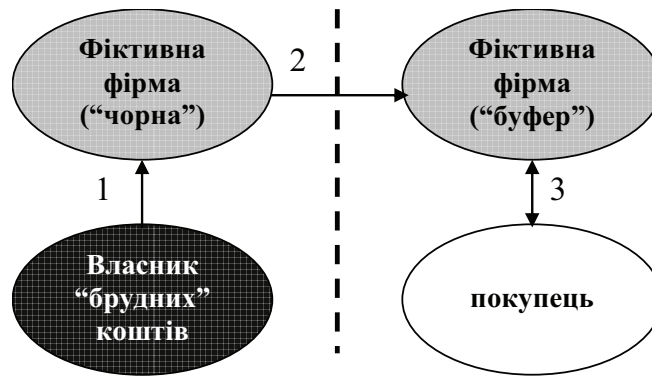 Фіктивна
фірма
(“чорна”)
2
Фіктивна
фірма
(“буфер”)
1
3
Власник
“брудних”
коштів
покупець